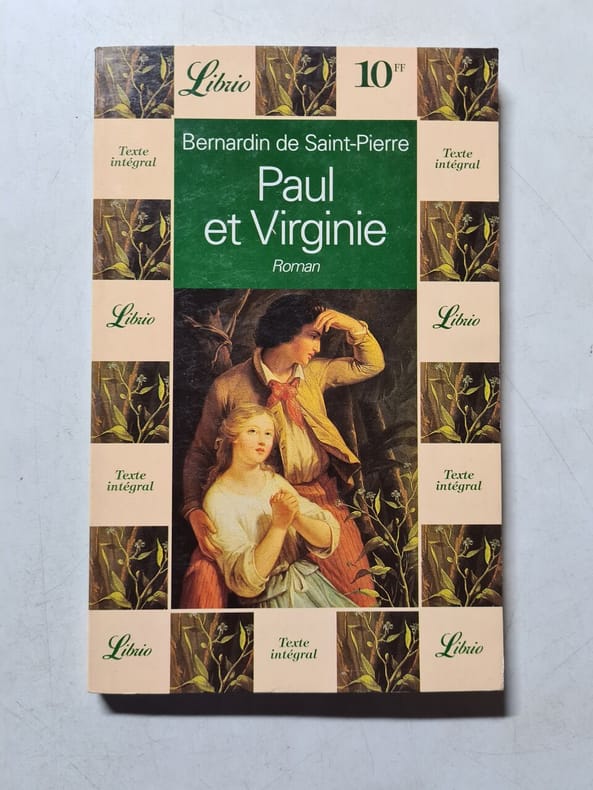 Librio
10FF
Texte
intégral
Bernardin de Saint-Pierre
Paul
et Virginie
Roman
Texte
intégral
Librio
Librio
Texte
intégral
Texte
intégral
Librio
Texte
intégral
Librio